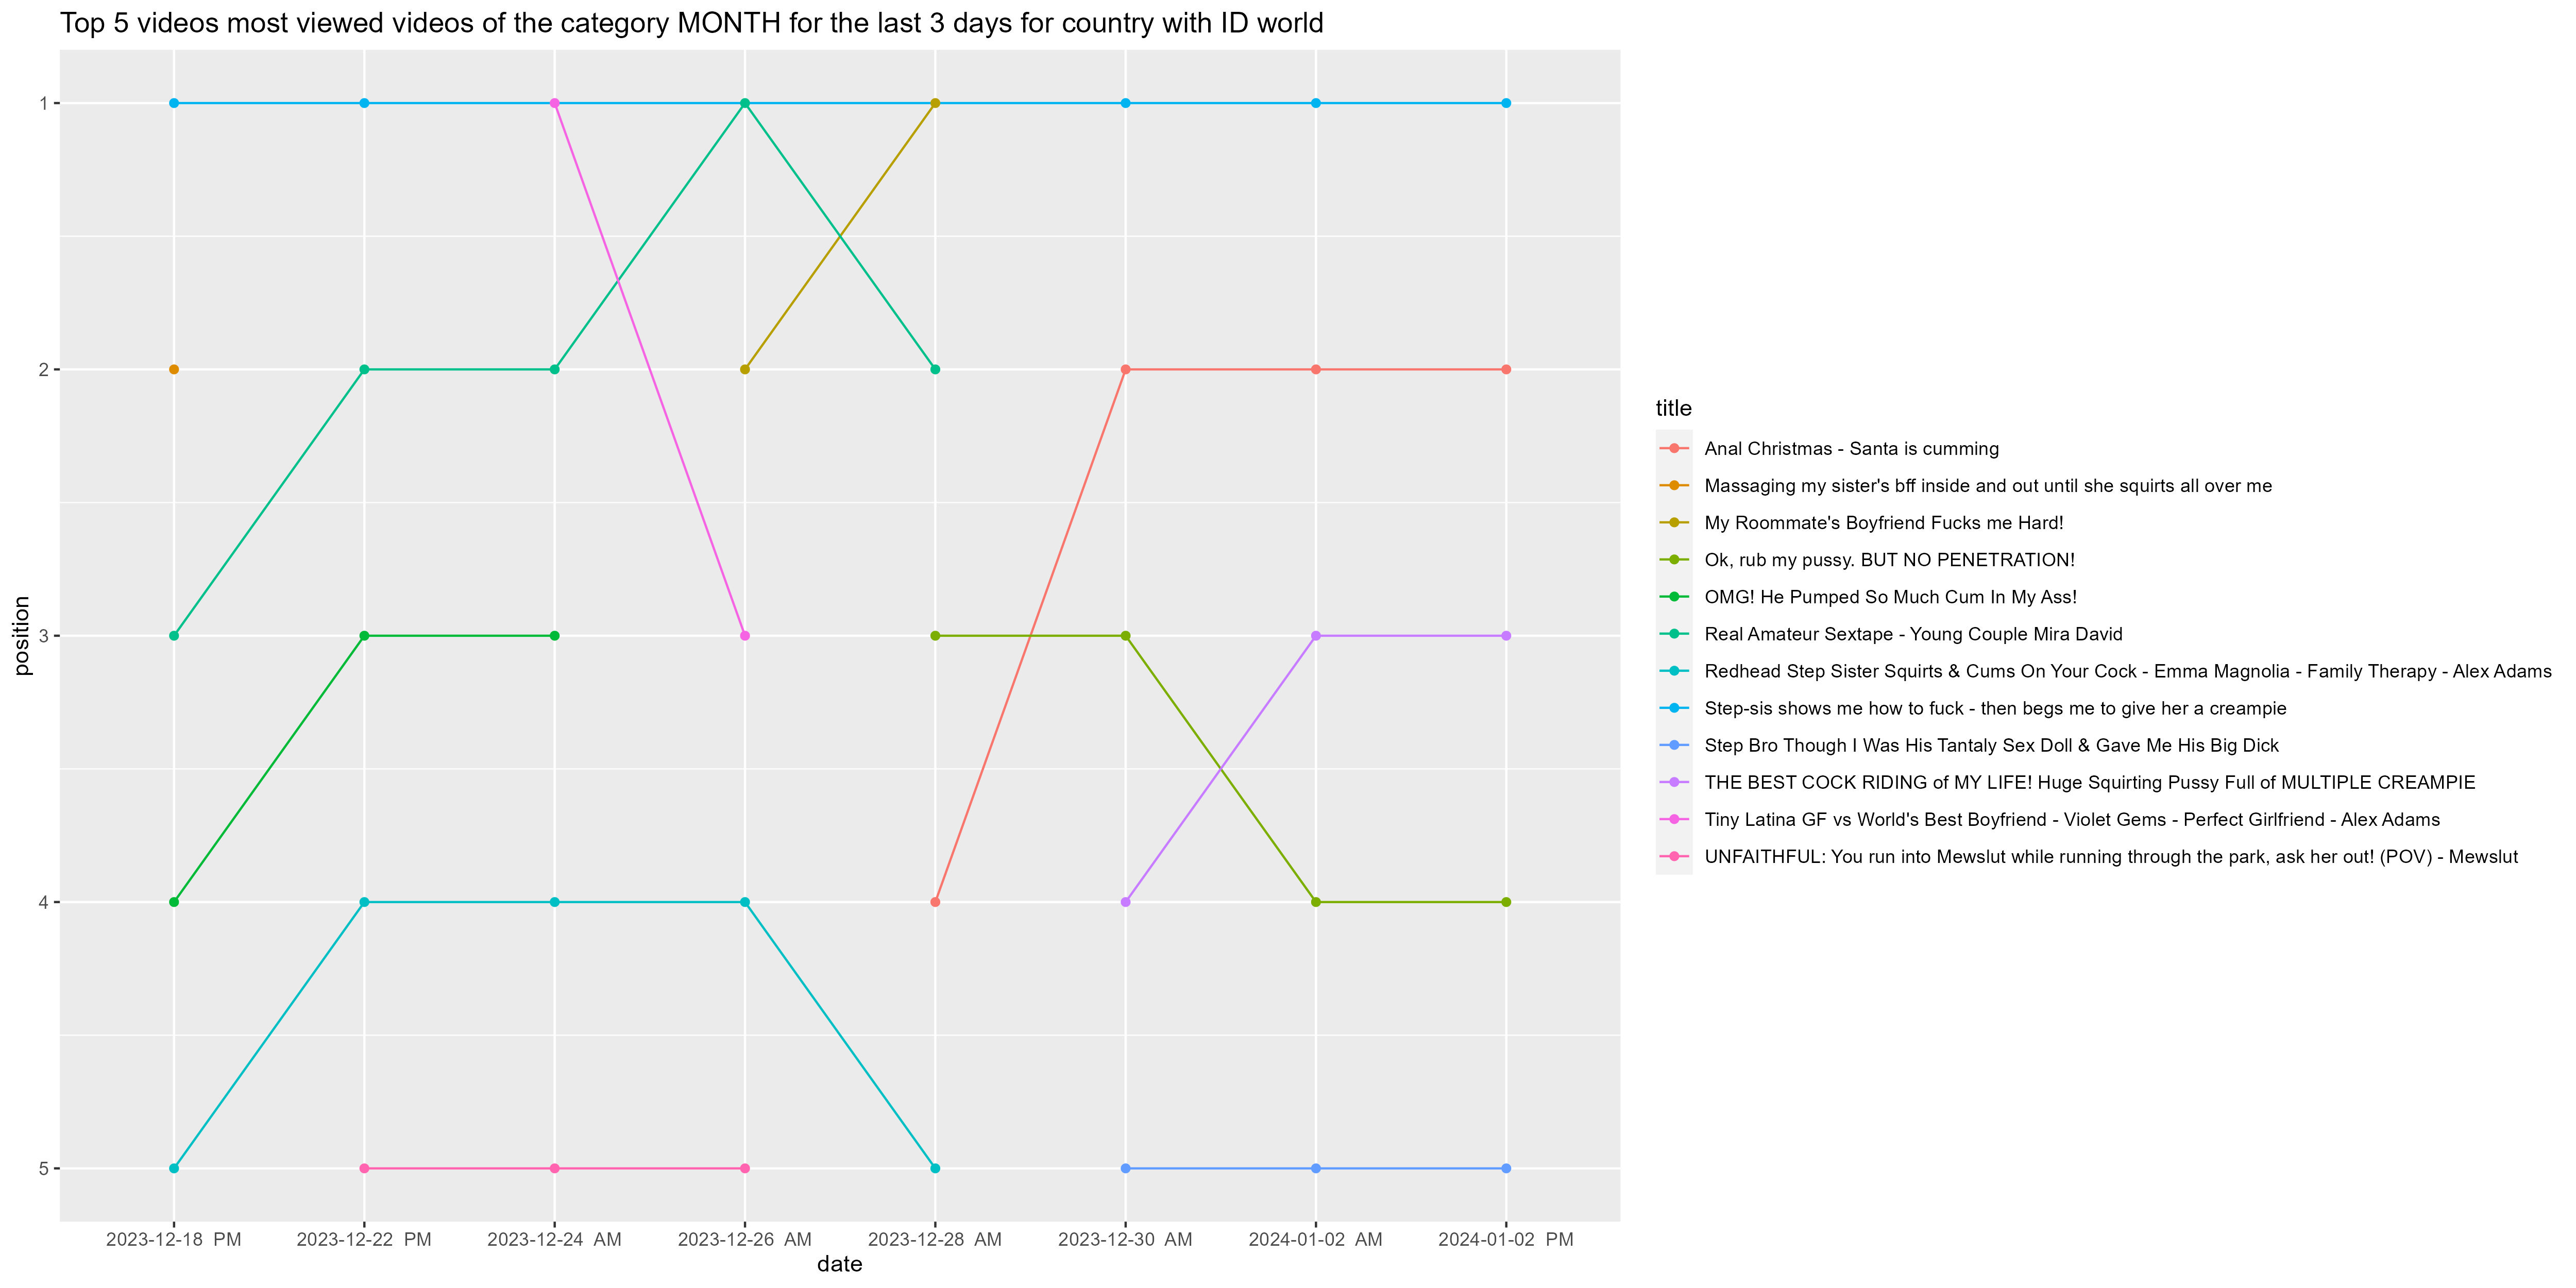 Top 5 videos most viewed videos of the category MONTH for the last 3 days for country with ID world
position
1
2
3
4
5
2023-12-18 PM
2023-12-22 PM
2023-12-24 AM
2023-12-26 AM
2023-12-28 AM
2023-12-30 AM
2024-01-02 AM
2024-01-02 PM
date
title
Anal Christmas - Santa is cumming
Massaging my sister's bff inside and out until she squirts all over me
My Roommate's Boyfriend Fucks me Hard!
Ok, rub my pussy. BUT NO PENETRATION!
OMG! He Pumped So Much Cum In My Ass!
Real Amateur Sextape - Young Couple Mira David
Redhead Step Sister Squirts & Cums On Your Cock - Emma Magnolia - Family Therapy - Alex Adams
Step-sis shows me how to fuck - then begs me to give her a creampie
Step Bro Though I Was His Tantaly Sex Doll & Gave Me His Big Dick
THE BEST COCK RIDING of MY LIFE! Huge Squirting Pussy Full of MULTIPLE CREAMPIE
Tiny Latina GF vs World's Best Boyfriend - Violet Gems - Perfect Girlfriend - Alex Adams
UNFAITHFUL: You run into Mewslut while running through the park, ask her out! (POV) - Mewslut